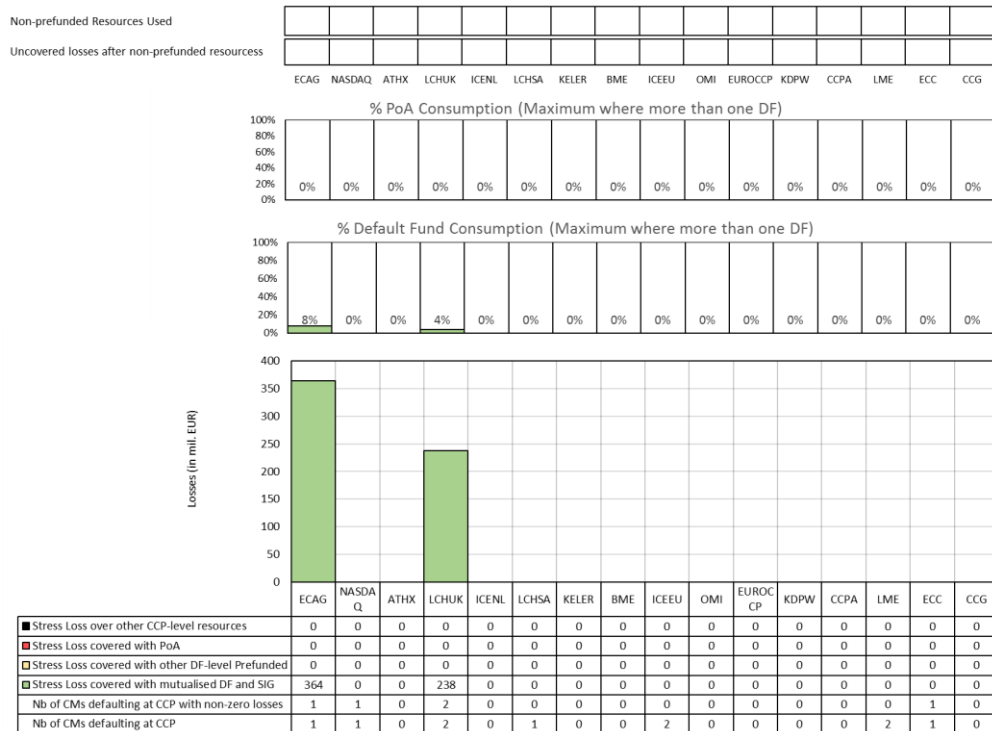 Non-prefunded Resources Used
Uncovered losses after non-prefunded resourcess
ECAG NASDAQ ATHX LCHUK ICENL LCHSA KELER BME ICEEU OMI EUROCCP KDPW CCPA LME ECC CCG
% PoA Consumption (Maximum where more than one DF)
100%
80%
60%
40%
20%
0%
0% 0% 0% 0% 0% 0% 0% 0% 0% 0% 0% 0% 0% 0% 0% 0%
% Default Fund Consumption (Maximum where more than one DF)
100%
80%
60%
40%
20%
0%
8% 0% 0% 4% 0% 0% 0% 0% 0% 0% 0% 0% 0% 0% 0% 0%
Losses (in mil. EUR)
400
350
300
250
200
150
100
50
0
ECAG NASDA Q ATHX LCHUK ICENL LCHSA KELER BME ICEEU OMI EUROC CP KDPW CCPA LME ECC CCG
Stress Loss over other CCP-level resources 0 0 0 0 0 0 0 0 0 0 0 0 0 0 0 0
Stress Loss covered with PoA 0 0 0 0 0 0 0 0 0 0 0 0 0 0 0 0
Stress Loss covered with other DF-level Prefunded 0 0 0 0 0 0 0 0 0 0 0 0 0 0 0 0
Stress Loss covered with mutualised DF and SIG 364 0 0 238 0 0 0 0 0 0 0 0 0 0 0 0
Nb of CMs defaulting at CCP with non-zero losses 1 1 0 2 0 0 0 0 0 0 0 0 0 0 1 0
Nb of CMs defaulting at CCP 1 1 0 2 0 1 0 0 2 0 0 0 0 2 1 0